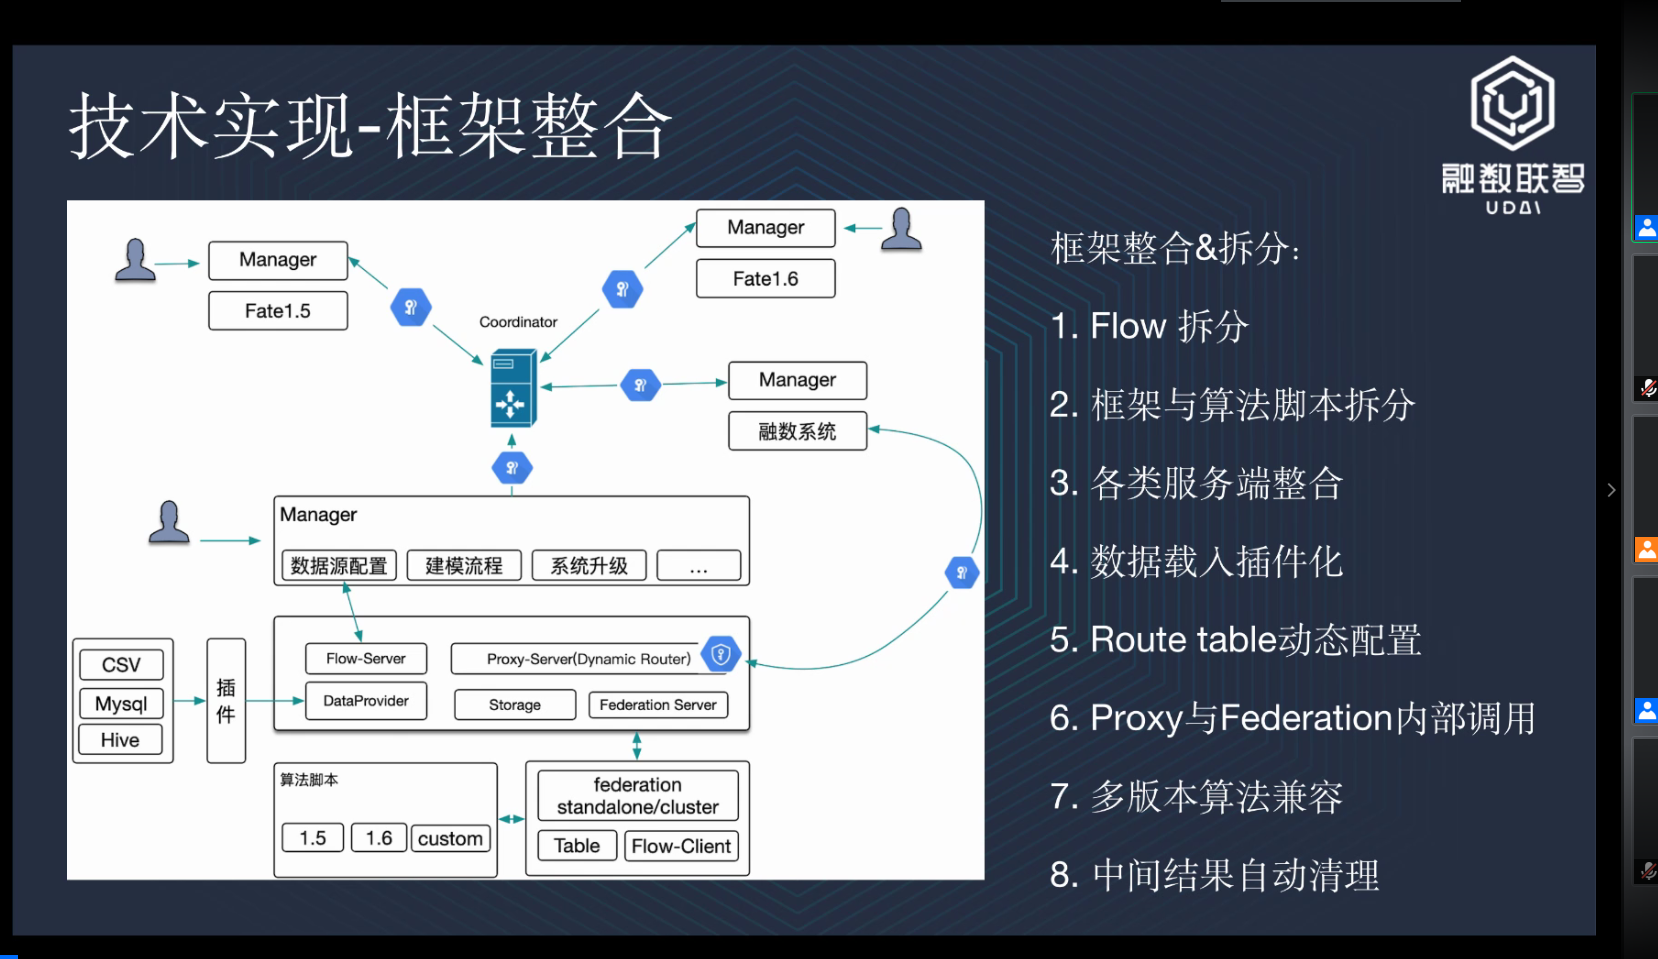 技术实现-框架整合
融数联智
UDAI
Manager
Fate1.5
Manager
Fate1.6
Coordinator
Manager
融数系统
Manager
数据源配置
建模流程
系统升级
...
CSV
Mysql
Hive
插
件
Flow-Server
Proxy-Server(Dynamic Router)
DataProvider
Storage
Federation Server
算法脚本
1.5
1.6
custom
federation
standalone/cluster
Table
Flow-Client
框架整合&拆分:
1. Flow 拆分
2. 框架与算法脚本拆分
3. 各类服务端整合
4. 数据载入插件化
5. Route table动态配置
6. Proxy与Federation内部调用
7. 多版本算法兼容
8. 中间结果自动清理